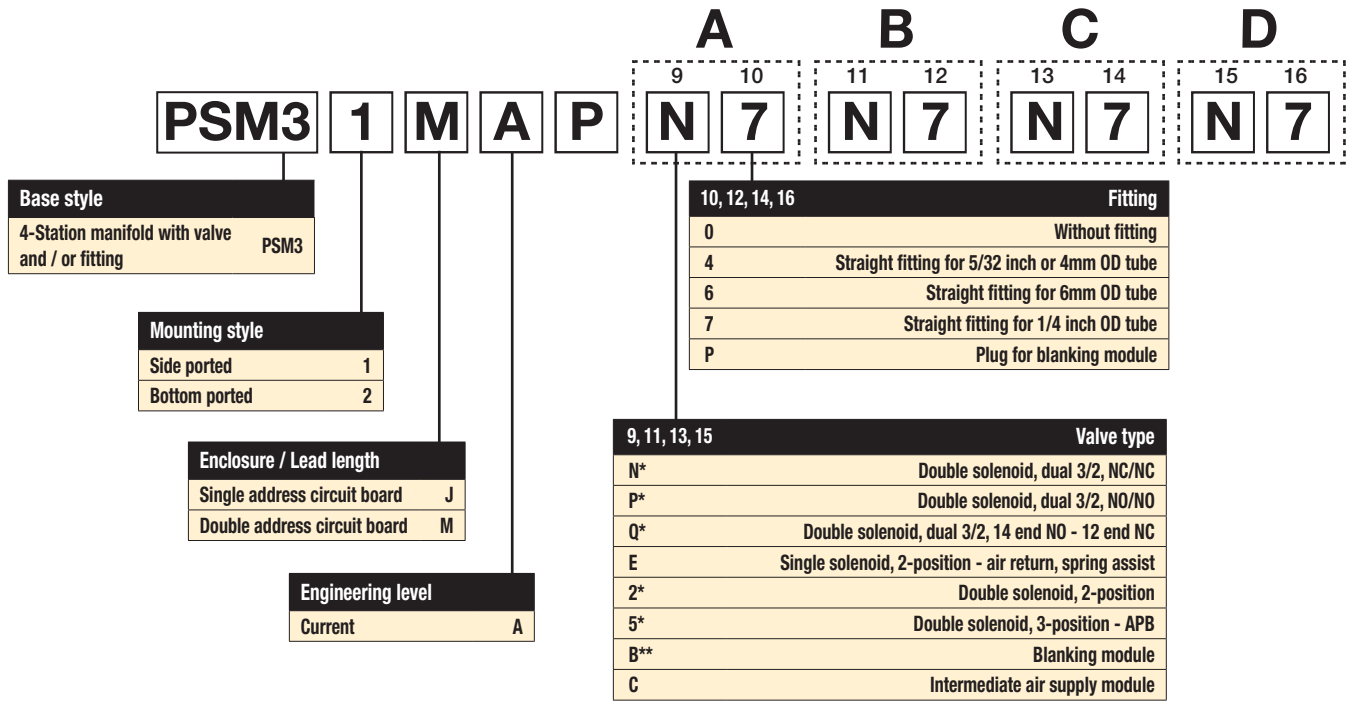 A B C D
9 10 11 12 13 14 15 16
PSM3 1 M A P N 7 N 7 N 7 N 7
Base style
4-Station manifold with valve
and / or fitting PSM3
10, 12, 14, 16 Fitting
0 Without fitting
4 Straight fitting for 5/32 inch or 4mm OD tube
6 Straight fitting for 6mm OD tube
7 Straight fitting for 1/4 inch OD tube
P Plug for blanking module
Mounting style
Side ported 1
Bottom ported 2
Enclosure / Lead length
Single address circuit board J
Double address circuit board M
Engineering level
Current A
9, 11, 13, 15 Valve type
N* Double solenoid, dual 3/2, NC/NC
P* Double solenoid, dual 3/2, NO/NO
Q* Double solenoid, dual 3/2, 14 end NO - 12 end NC
E Single solenoid, 2-position - air return, spring assist
2* Double solenoid, 2-position
5* Double solenoid, 3-position - APB
B** Blanking module
C Intermediate air supply module